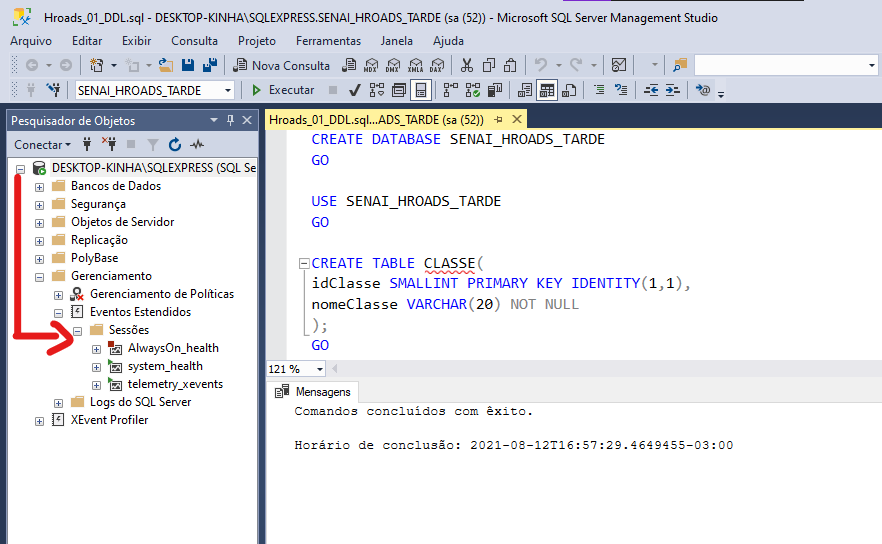 Hroads_01_DDL.sql - DESKTOP-KINHA\SQLEXPRESS.SENAI_HROADS_TARDE (sa (52)) - Microsoft SQL Server Management Studio
Arquivo Editar Exibir Consulta Projeto Ferramentas Janela Ajuda
Nova Consulta MDX DMX XMLA DAX
SENAI_HROADS_TARDE Executar
Pesquisador de Objetos
Conectar
DESKTOP-KINHA\SQLEXPRESS (SQL Se
Bancos de Dados
Segurança
Objetos de Servidor
Replicação
PolyBase
Gerenciamento
Gerenciamento de Políticas
Eventos Estendidos
Sessões
AlwaysOn_health
system_health
telemetry_xevents
Logs do SQL Server
XEvent Profiler
Hroads_01_DDL.sql...ADS_TARDE (sa (52))
CREATE DATABASE SENAI_HROADS_TARDE
GO
USE SENAI_HROADS_TARDE
GO
CREATE TABLE CLASSE(
idClasse SMALLINT PRIMARY KEY IDENTITY(1,1),
nomeClasse VARCHAR(20) NOT NULL
);
GO
121 %
Mensagens
Comandos concluídos com êxito.
Horário de conclusão: 2021-08-12T16:57:29.4649455-03:00